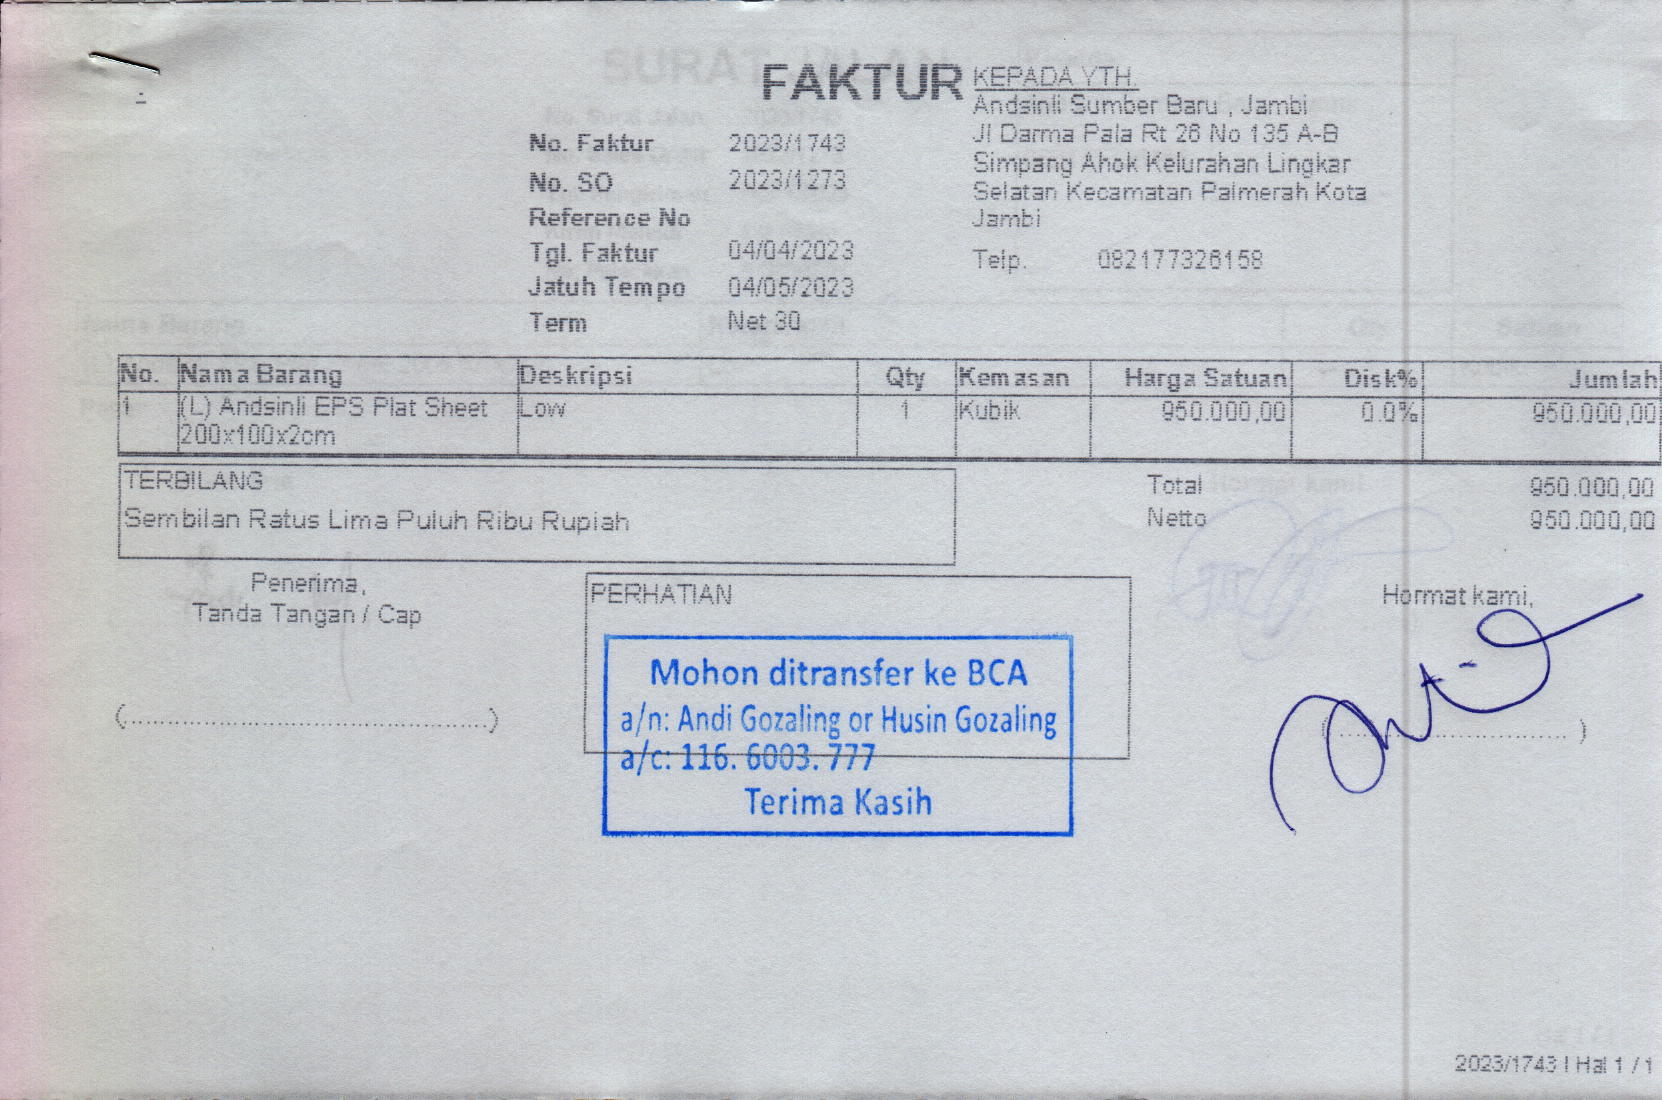 FAKTUR
No. Faktur 2023/1743
No. SO 2023/1273
Reference No
Tgl. Faktur 04/04/2023
Jatuh Tempo 04/05/2023
Term Net 30
KEPADA YTH.
Andsinli Sumber Baru , Jambi
Jl Darma Pala Rt 26 No 135 A-B
Simpang Ahok Kelurahan Lingkar
Selatan Kecamatan Palmerah Kota
Jambi
Telp. 082177326158
No. Nama Barang Deskripsi Qty Kemasan Harga Satuan Disk% Jumlah
1 (L) Andsinli EPS Plat Sheet Low 1 Kubik 950.000,00 0.0% 950.000,00
200x100x2cm
TERBILANG
Sembilan Ratus Lima Puluh Ribu Rupiah
Total 950.000,00
Netto 950.000,00
Penerima,
Tanda Tangan / Cap
(.....................................................)
PERHATIAN
Mohon ditransfer ke BCA
a/n: Andi Gozaling or Husin Gozaling
a/c: 116. 6003. 777
Terima Kasih
Hormat kami,
(..................................... )
2023/1743 | Hal 1 / 1